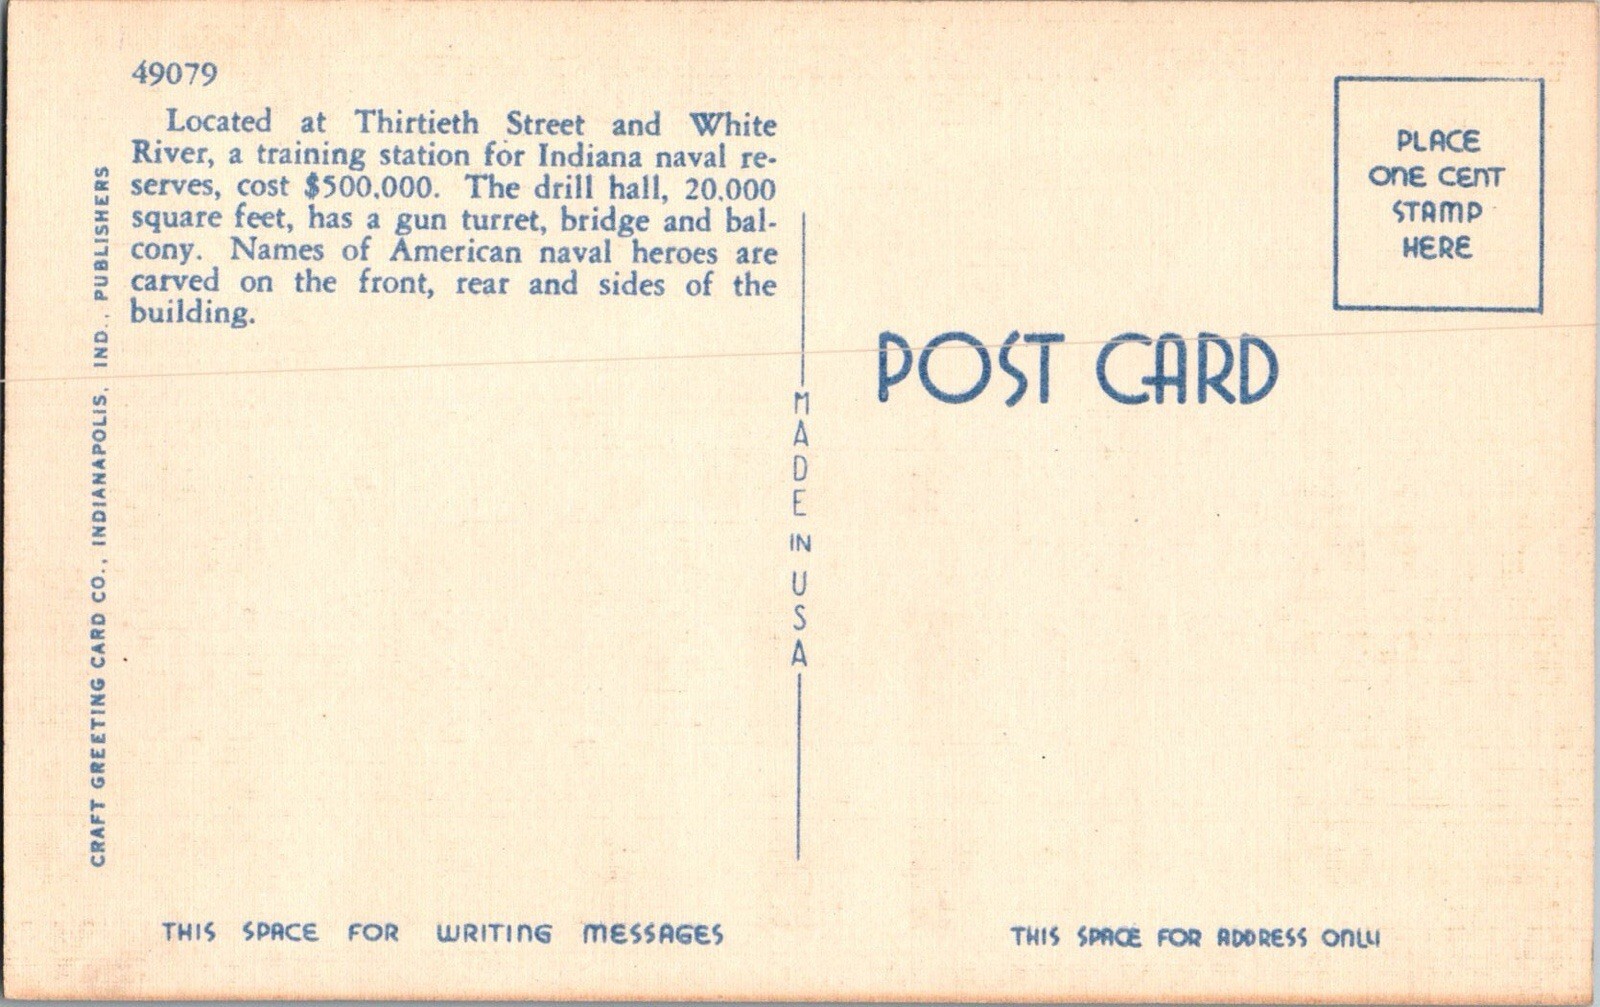 49079
Located at Thirtieth Street and White
River, a training station for Indiana naval re-
serves, cost $500,000. The drill hall, 20,000
square feet, has a gun turret, bridge and bal-
cony. Names of American naval heroes are
carved on the front, rear and sides of the
building.
CRAFT GREETING CARD CO., INDIANAPOLIS, IND., PUBLISHERS
MADE IN USA
POST CARD
PLACE
ONE CENT
STAMP
HERE
THIS SPACE FOR WRITING MESSAGES
THIS SPACE FOR ADDRESS ONLY